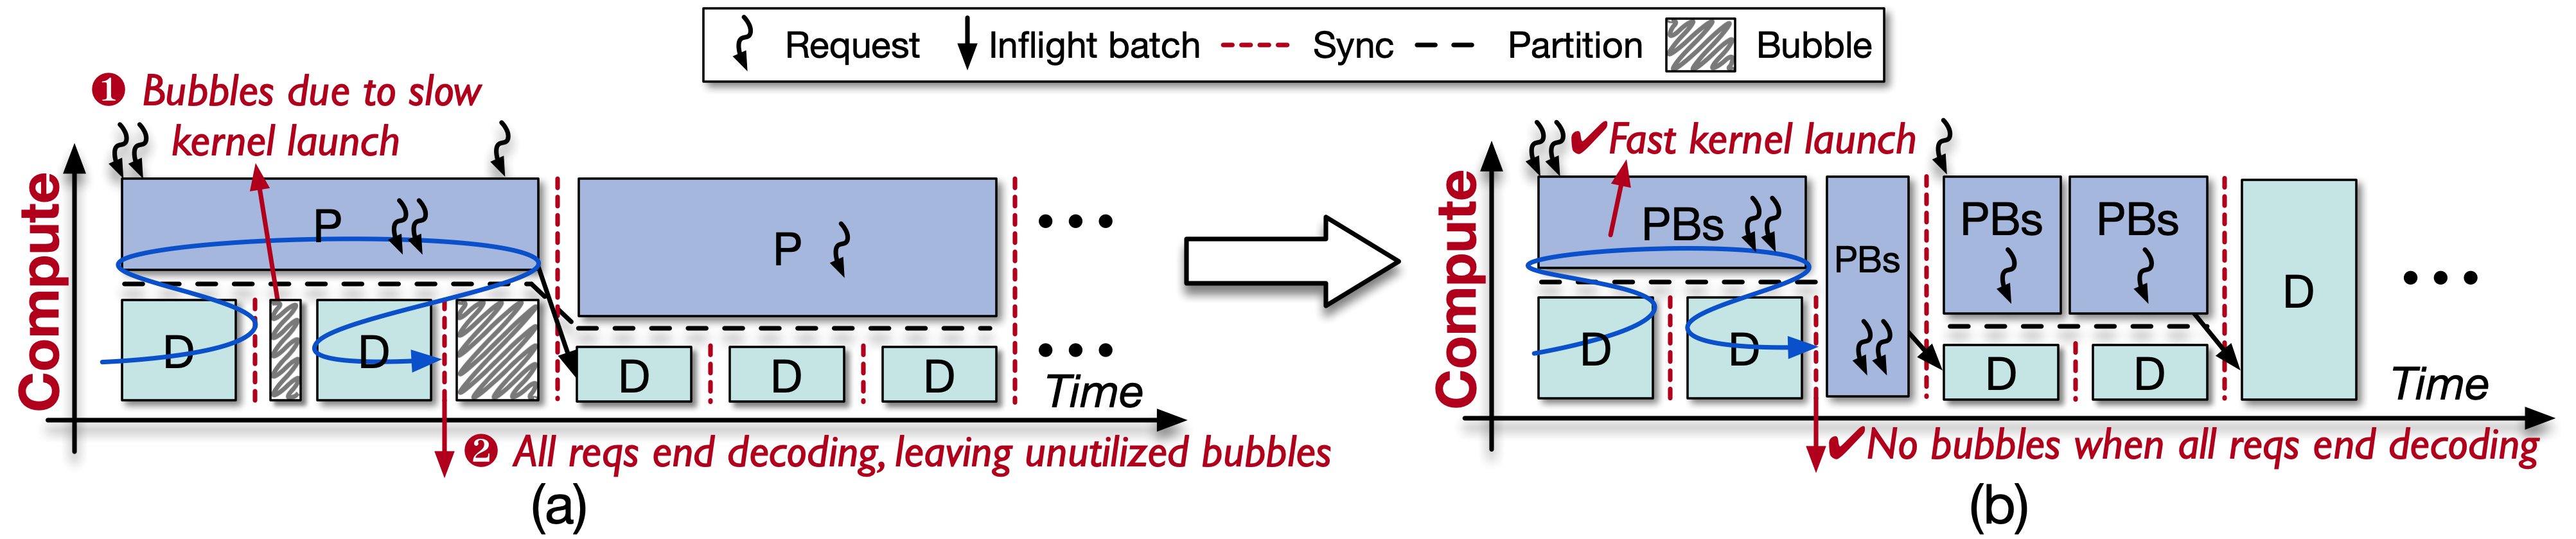 Request Inflight batch Sync Partition Bubble
❶ Bubbles due to slow
kernel launch
Compute
P
P
D
D
D
D
D
Time
❷ All reqs end decoding, leaving unutilized bubbles
(a)
✔Fast kernel launch
Compute
PBs
PBs
PBs
PBs
D
D
D
D
D
Time
✔No bubbles when all reqs end decoding
(b)